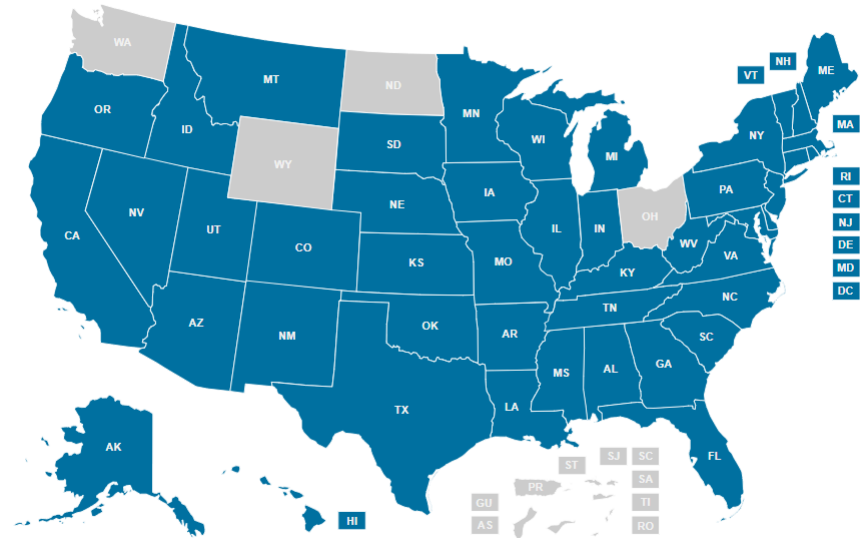 WA
MT
ND
MN
VT
NH
ME
OR
ID
WY
SD
WI
MI
NY
MA
NV
UT
CO
NE
IA
IL
IN
OH
PA
RI
CT
NJ
DE
MD
DC
CA
KS
MO
KY
WV
VA
AZ
NM
OK
AR
TN
NC
SC
TX
LA
MS
AL
GA
FL
AK
HI
ST
SJ
SC
PR
SA
GU
TI
AS
RO